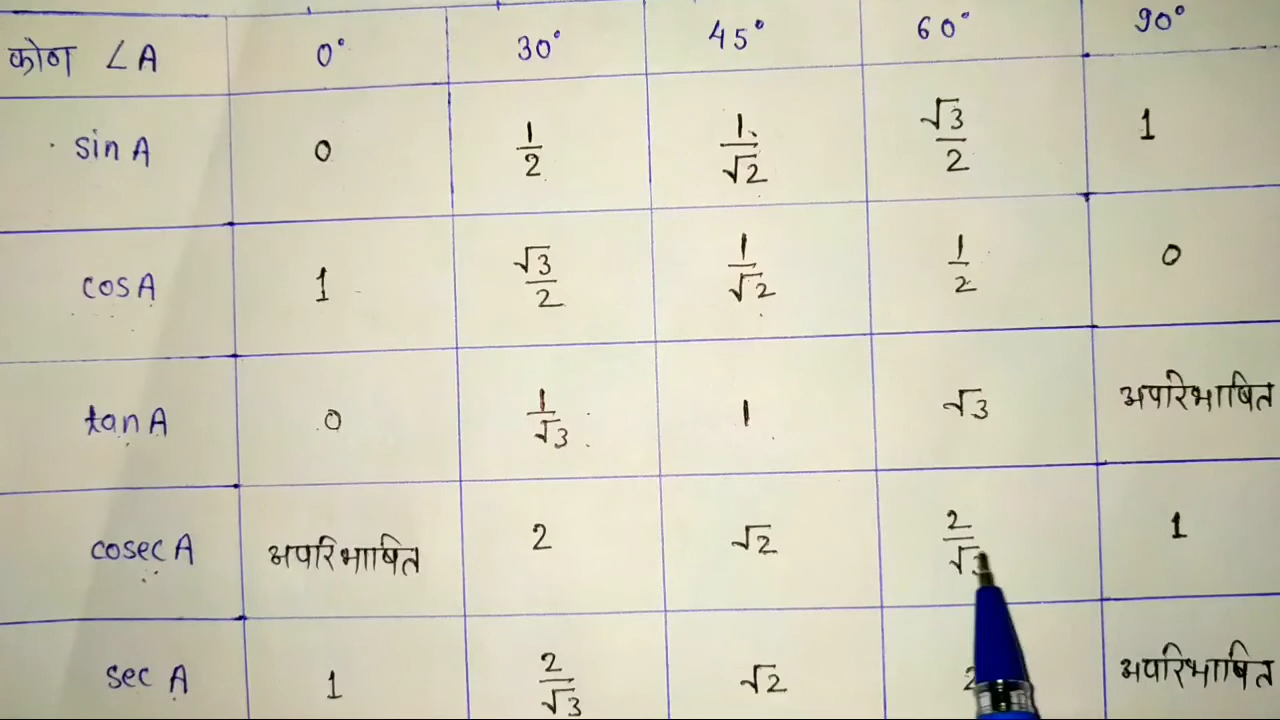 कोण ∠A 0° 30° 45° 60° 90°
sin A 0 1/2 1/√2 √3/2 1
cos A 1 √3/2 1/√2 1/2 0
tan A 0 1/√3 1 √3 अपरिभाषित
cosec A अपरिभाषित 2 √2 2/√3 1
sec A 1 2/√3 √2 2 अपरिभाषित